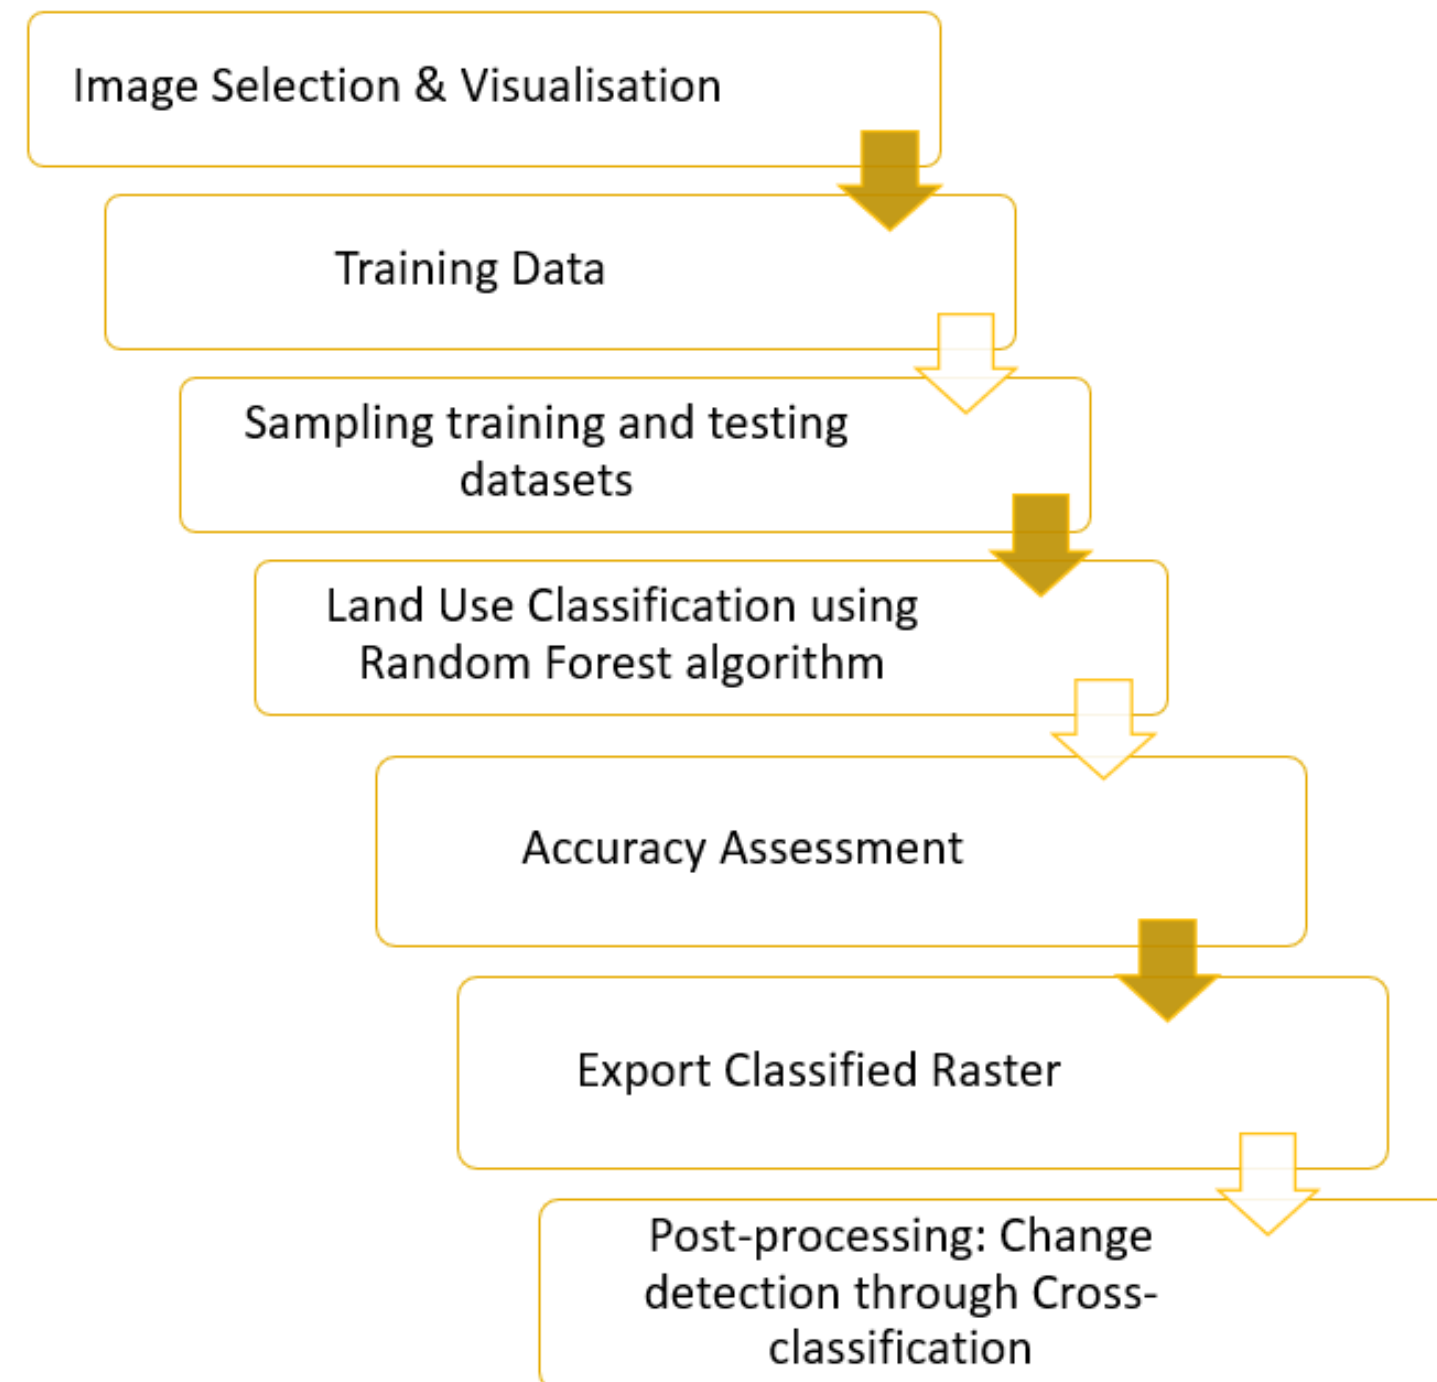 Image Selection & Visualisation
Training Data
Sampling training and testing
datasets
Land Use Classification using
Random Forest algorithm
Accuracy Assessment
Export Classified Raster
Post-processing: Change
detection through Cross-
classification